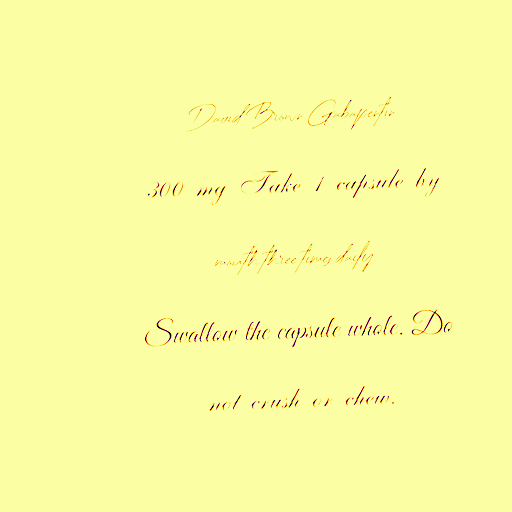 David Brown Gabapentin
300 mg Take 1 capsule by
mouth three times daily
Swallow the capsule whole. Do
not crush or chew.